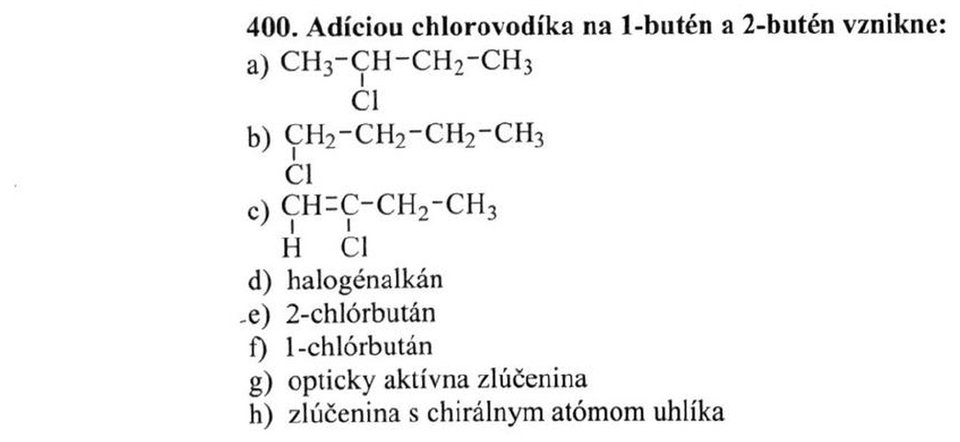 400. Adíciou chlorovodíka na 1-butén a 2-butén vznikne:
a) CH3-CH-CH2-CH3
Cl
b) CH2-CH2-CH2-CH3
Cl
c) CH=C-CH2-CH3
H Cl
d) halogénalkán
e) 2-chlórbután
f) 1-chlórbután
g) opticky aktívna zlúčenina
h) zlúčenina s chirálnym atómom uhlíka